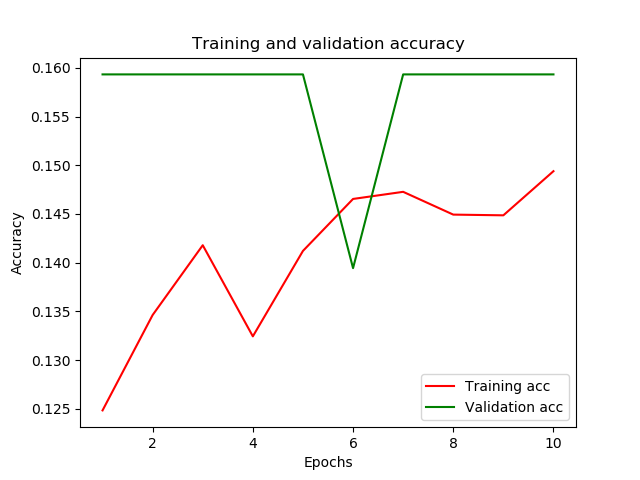 Training and validation accuracy
0.160
0.155
0.150
0.145
0.140
0.135
0.130
0.125
Accuracy
2
4
6
8
10
Epochs
Training acc
Validation acc